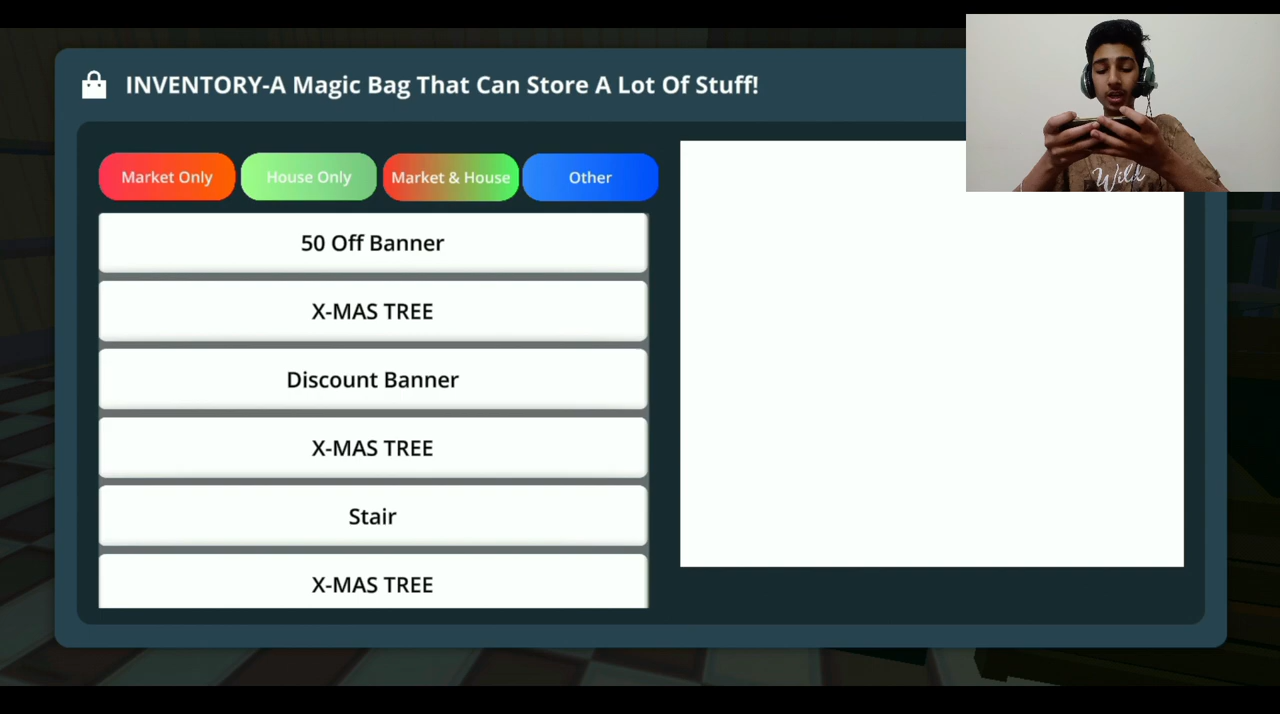 INVENTORY-A Magic Bag That Can Store A Lot Of Stuff!
Market Only
House Only
Market & House
Other
50 Off Banner
X-MAS TREE
Discount Banner
X-MAS TREE
Stair
X-MAS TREE
Wild